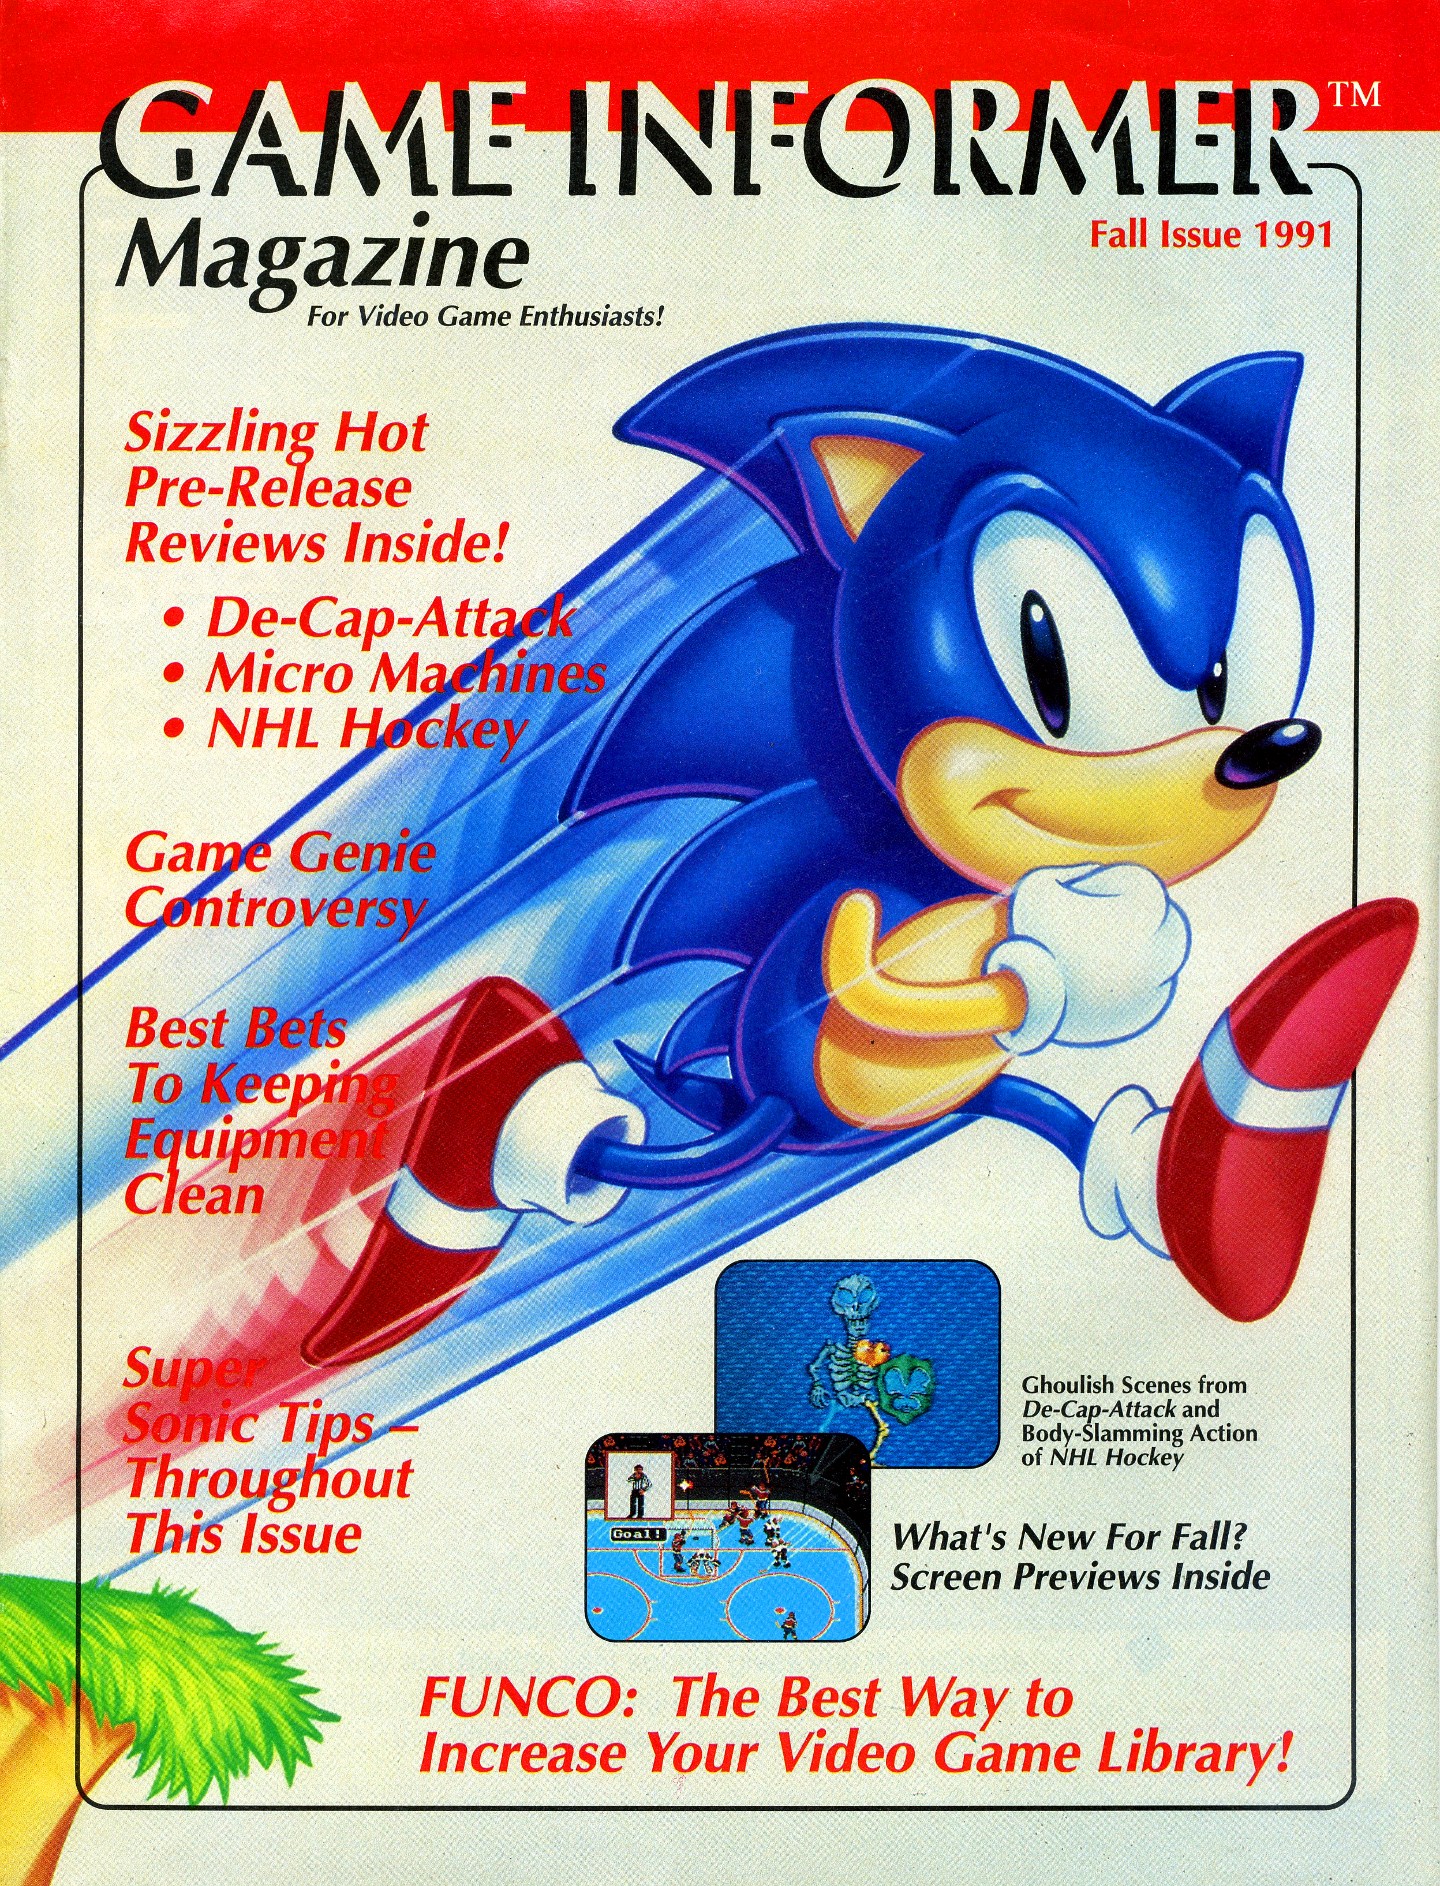 GAME INFORMER™
Magazine
Fall Issue 1991
For Video Game Enthusiasts!
Sizzling Hot
Pre-Release
Reviews Inside!
• De-Cap-Attack
• Micro Machines
• NHL Hockey
Game Genie
Controversy
Best Bets
To Keeping
Equipment
Clean
Super
Sonic Tips –
Throughout
This Issue
Ghoulish Scenes from
De-Cap-Attack and
Body-Slamming Action
of NHL Hockey
Goal!
What's New For Fall?
Screen Previews Inside
FUNCO: The Best Way to
Increase Your Video Game Library!